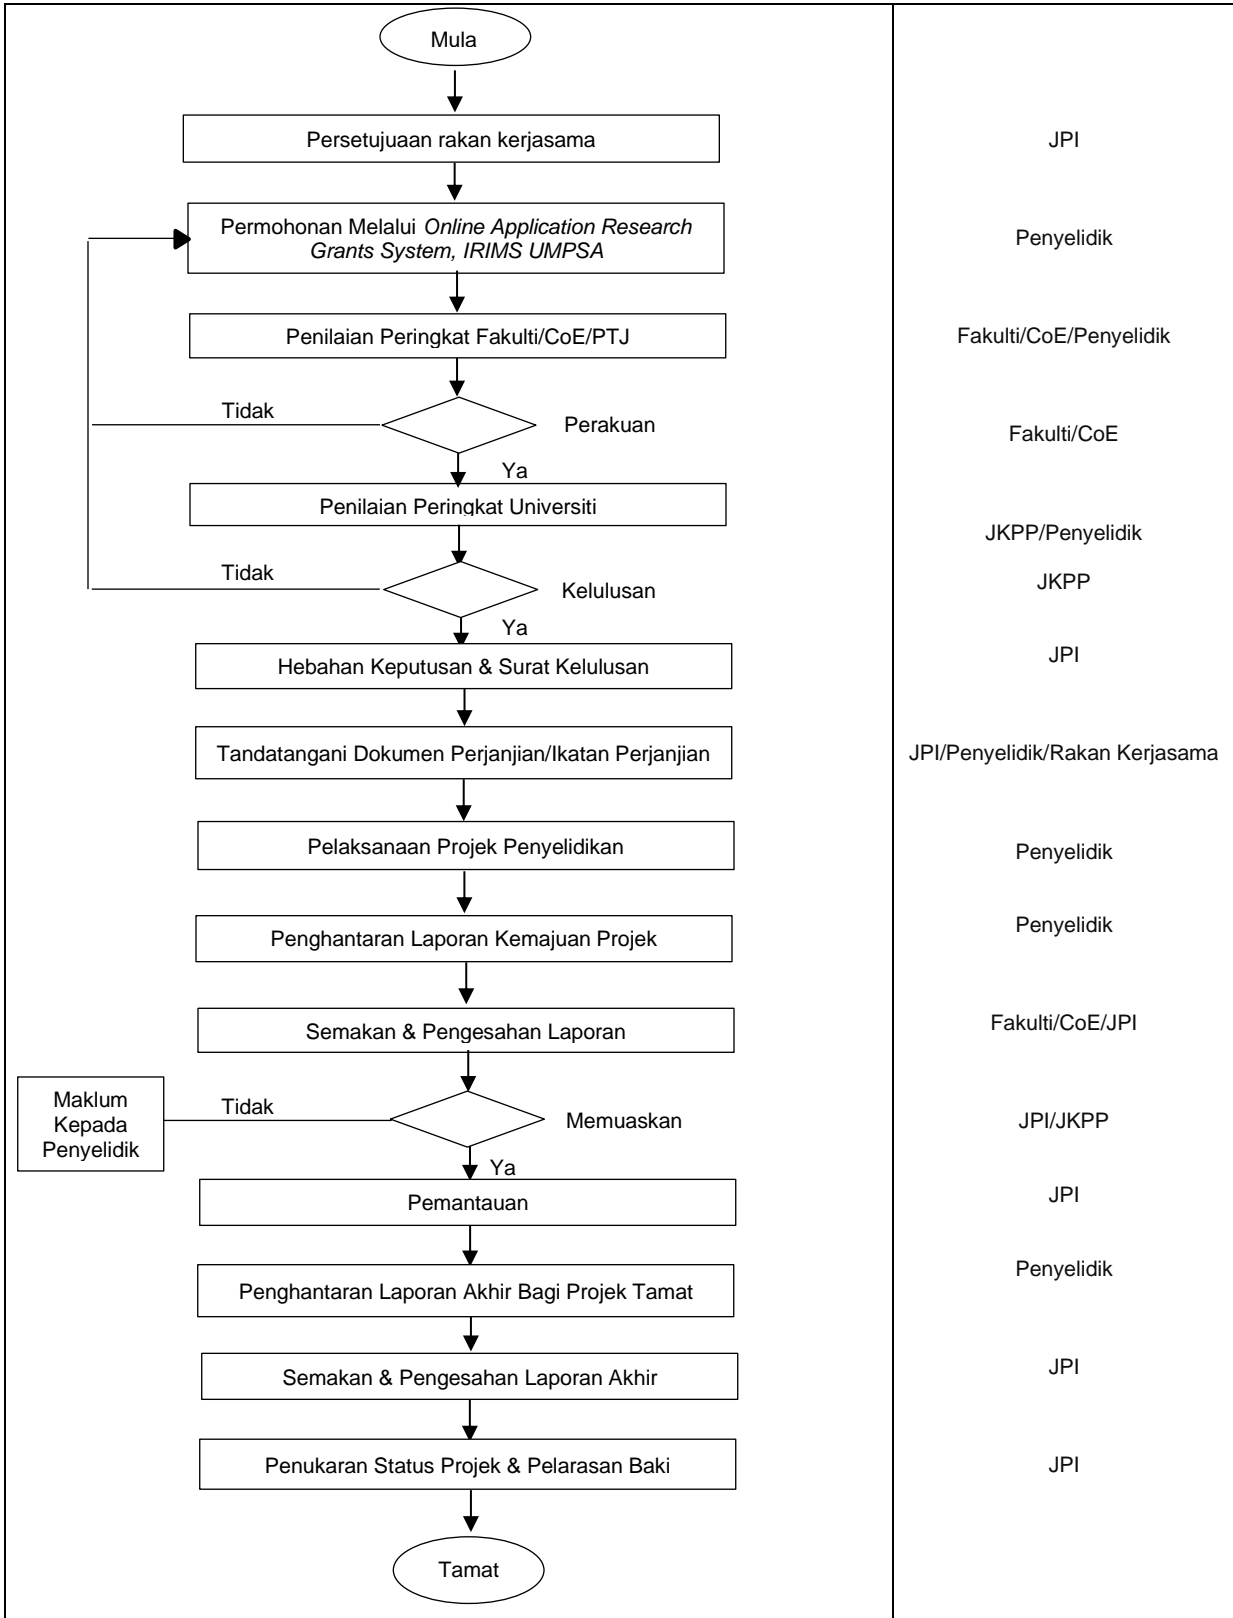 Mula
Persetujuaan rakan kerjasama
JPI
Permohonan Melalui Online Application Research
Grants System, IRIMS UMPSA
Penyelidik
Penilaian Peringkat Fakulti/CoE/PTJ
Fakulti/CoE/Penyelidik
Tidak
Perakuan
Fakulti/CoE
Ya
Penilaian Peringkat Universiti
JKPP/Penyelidik
Tidak
Kelulusan
JKPP
Ya
Hebahan Keputusan & Surat Kelulusan
JPI
Tandatangani Dokumen Perjanjian/Ikatan Perjanjian
JPI/Penyelidik/Rakan Kerjasama
Pelaksanaan Projek Penyelidikan
Penyelidik
Penghantaran Laporan Kemajuan Projek
Penyelidik
Semakan & Pengesahan Laporan
Fakulti/CoE/JPI
Maklum
Kepada
Penyelidik
Tidak
Memuaskan
JPI/JKPP
Ya
Pemantauan
JPI
Penghantaran Laporan Akhir Bagi Projek Tamat
Penyelidik
Semakan & Pengesahan Laporan Akhir
JPI
Penukaran Status Projek & Pelarasan Baki
JPI
Tamat